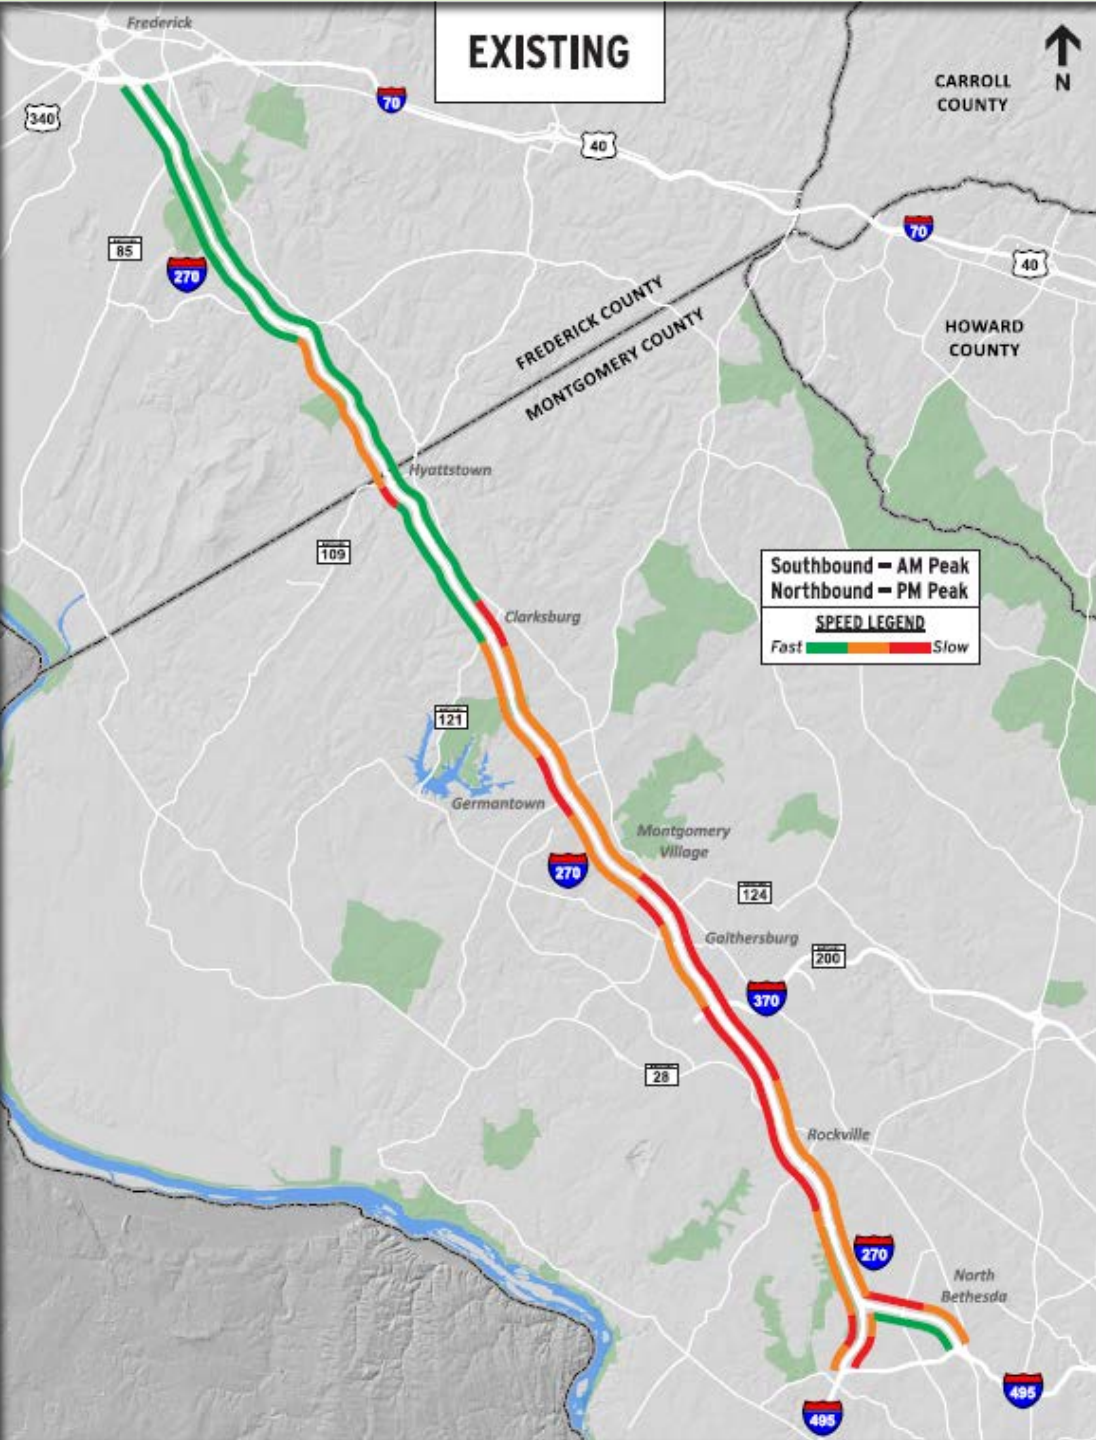 Frederick
EXISTING
N
CARROLL
COUNTY
340
70
40
85
270
70
40
FREDERICK COUNTY
MONTGOMERY COUNTY
HOWARD
COUNTY
Hyattstown
109
Southbound – AM Peak
Northbound – PM Peak
SPEED LEGEND
Fast Slow
Clarksburg
121
Germantown
Montgomery
Village
270
124
Gaithersburg
200
370
28
Rockville
270
North
Bethesda
495
495